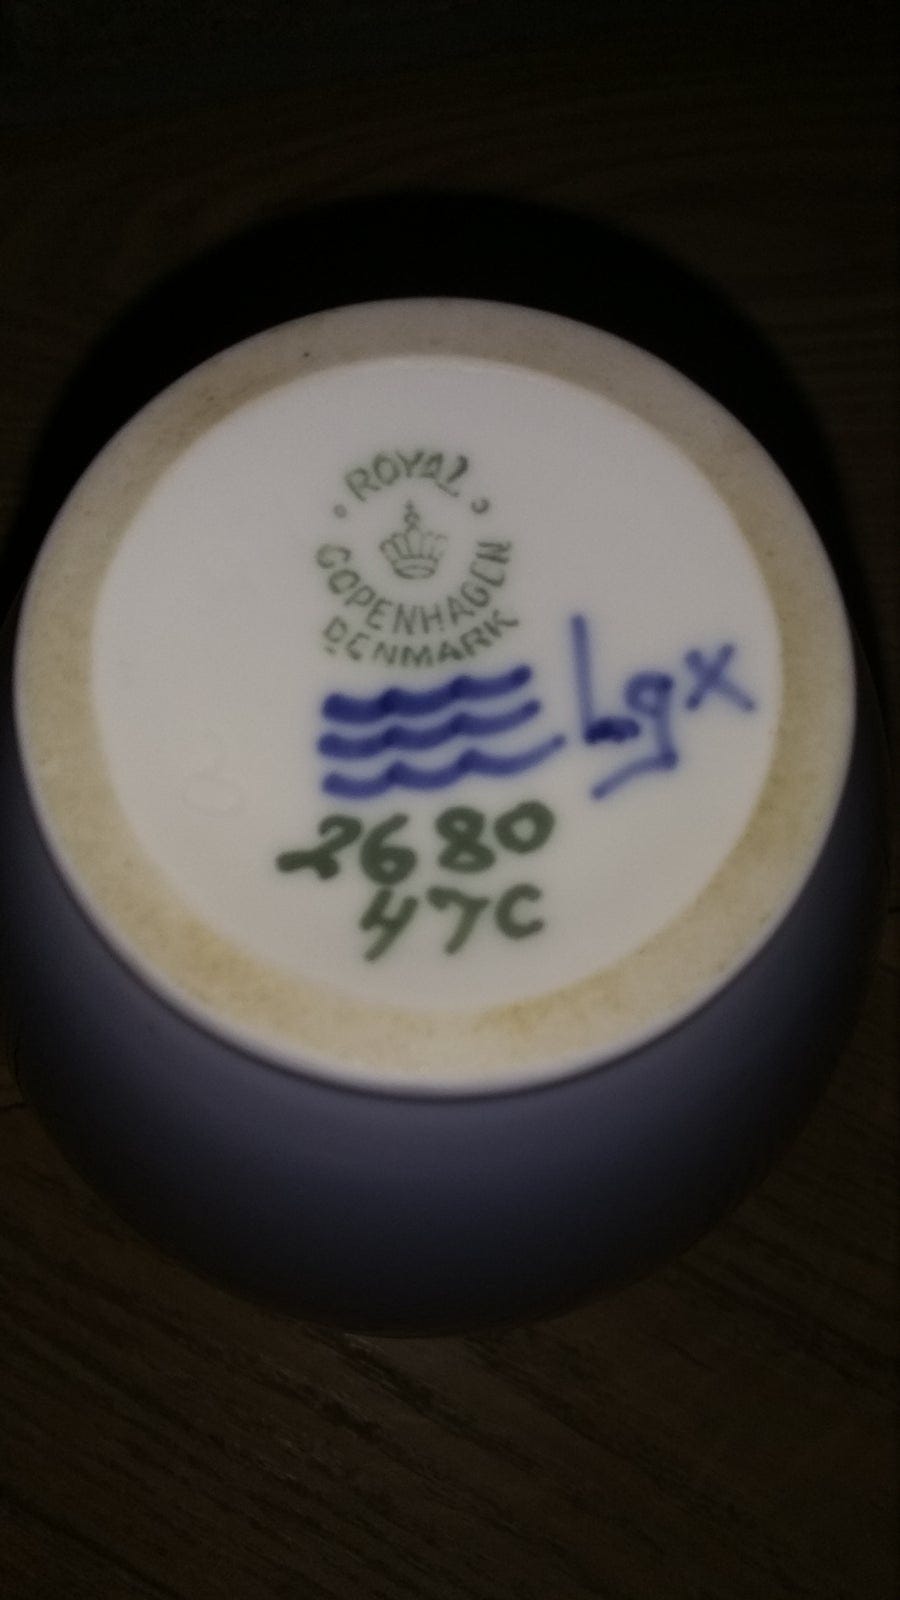 ROYAL
COPENHAGEN
DENMARK
Lgx
2680
47C